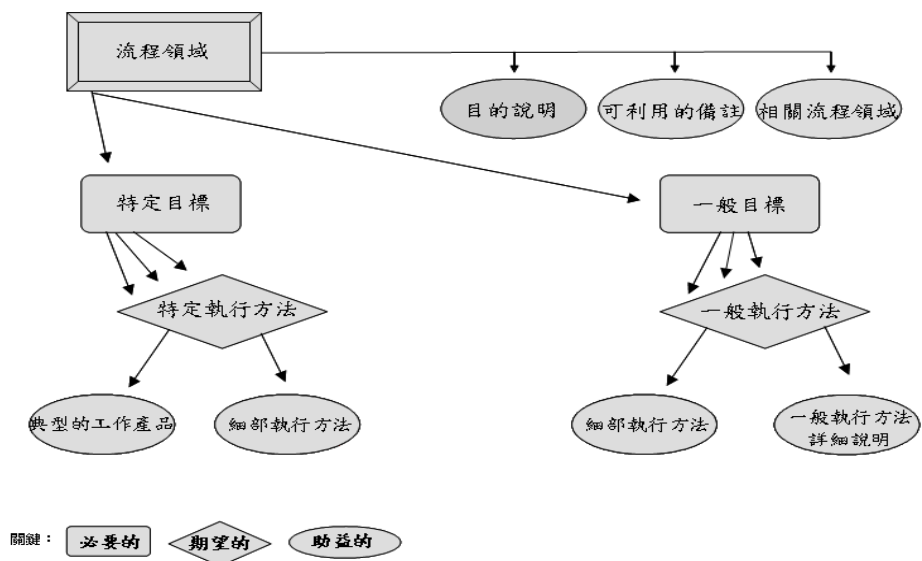 流程領域
目的說明
可利用的備註
相關流程領域
特定目標
一般目標
特定執行方法
一般執行方法
典型的工作產品
細部執行方法
細部執行方法
一般執行方法
詳細說明
關鍵：
必要的
期望的
助益的